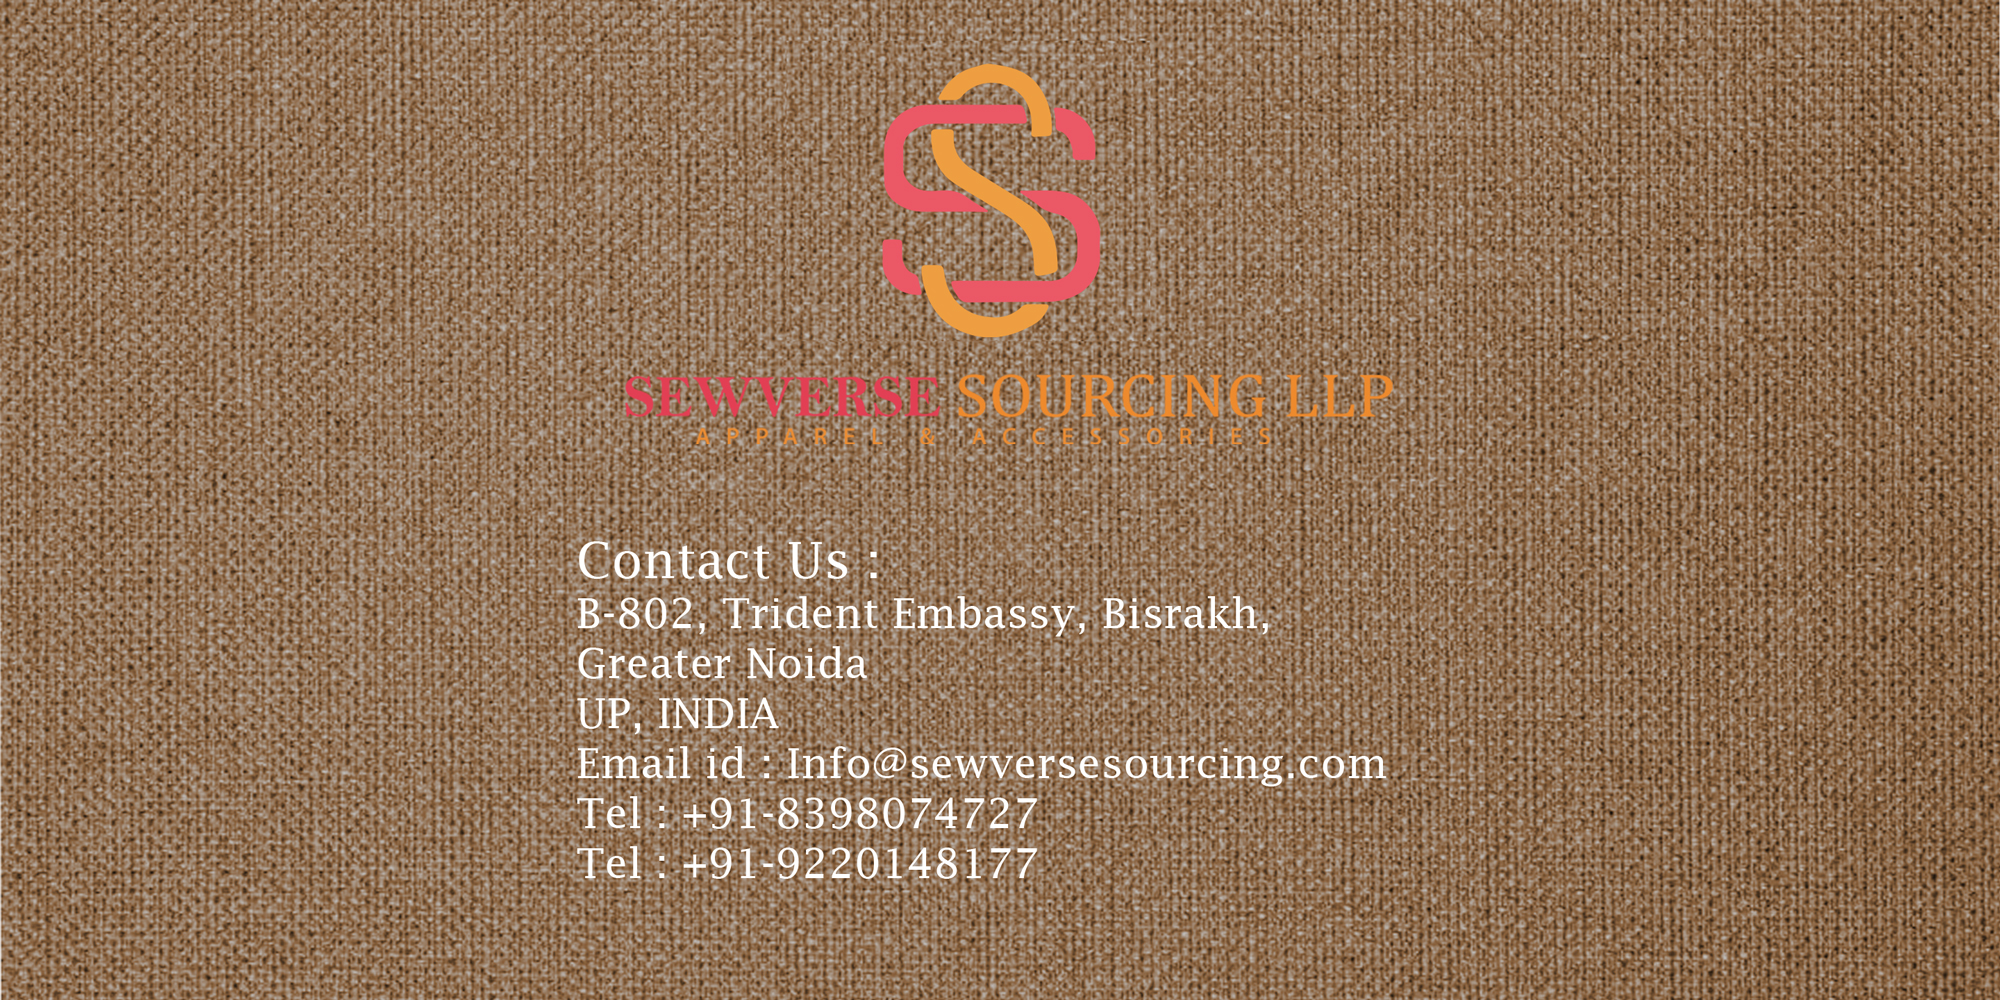 SEWVERSE SOURCING LLP
APPAREL & ACCESSORIES
Contact Us :
B-802, Trident Embassy, Bisrakh,
Greater Noida
UP, INDIA
Email id : Info@sewversesourcing.com
Tel : +91-8398074727
Tel : +91-9220148177